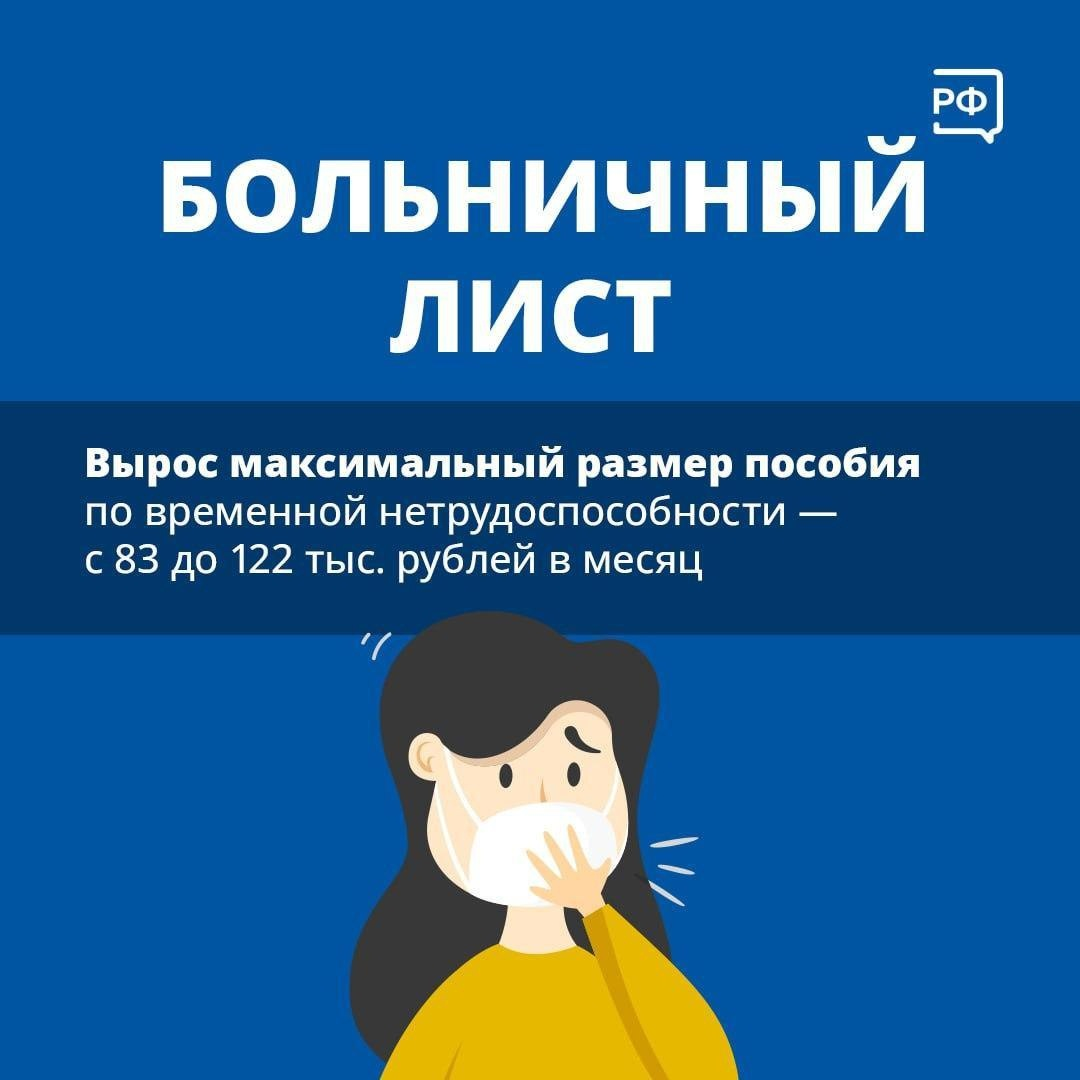 РФ
БОЛЬНИЧНЫЙ
ЛИСТ
Вырос максимальный размер пособия
по временной нетрудоспособности —
с 83 до 122 тыс. рублей в месяц